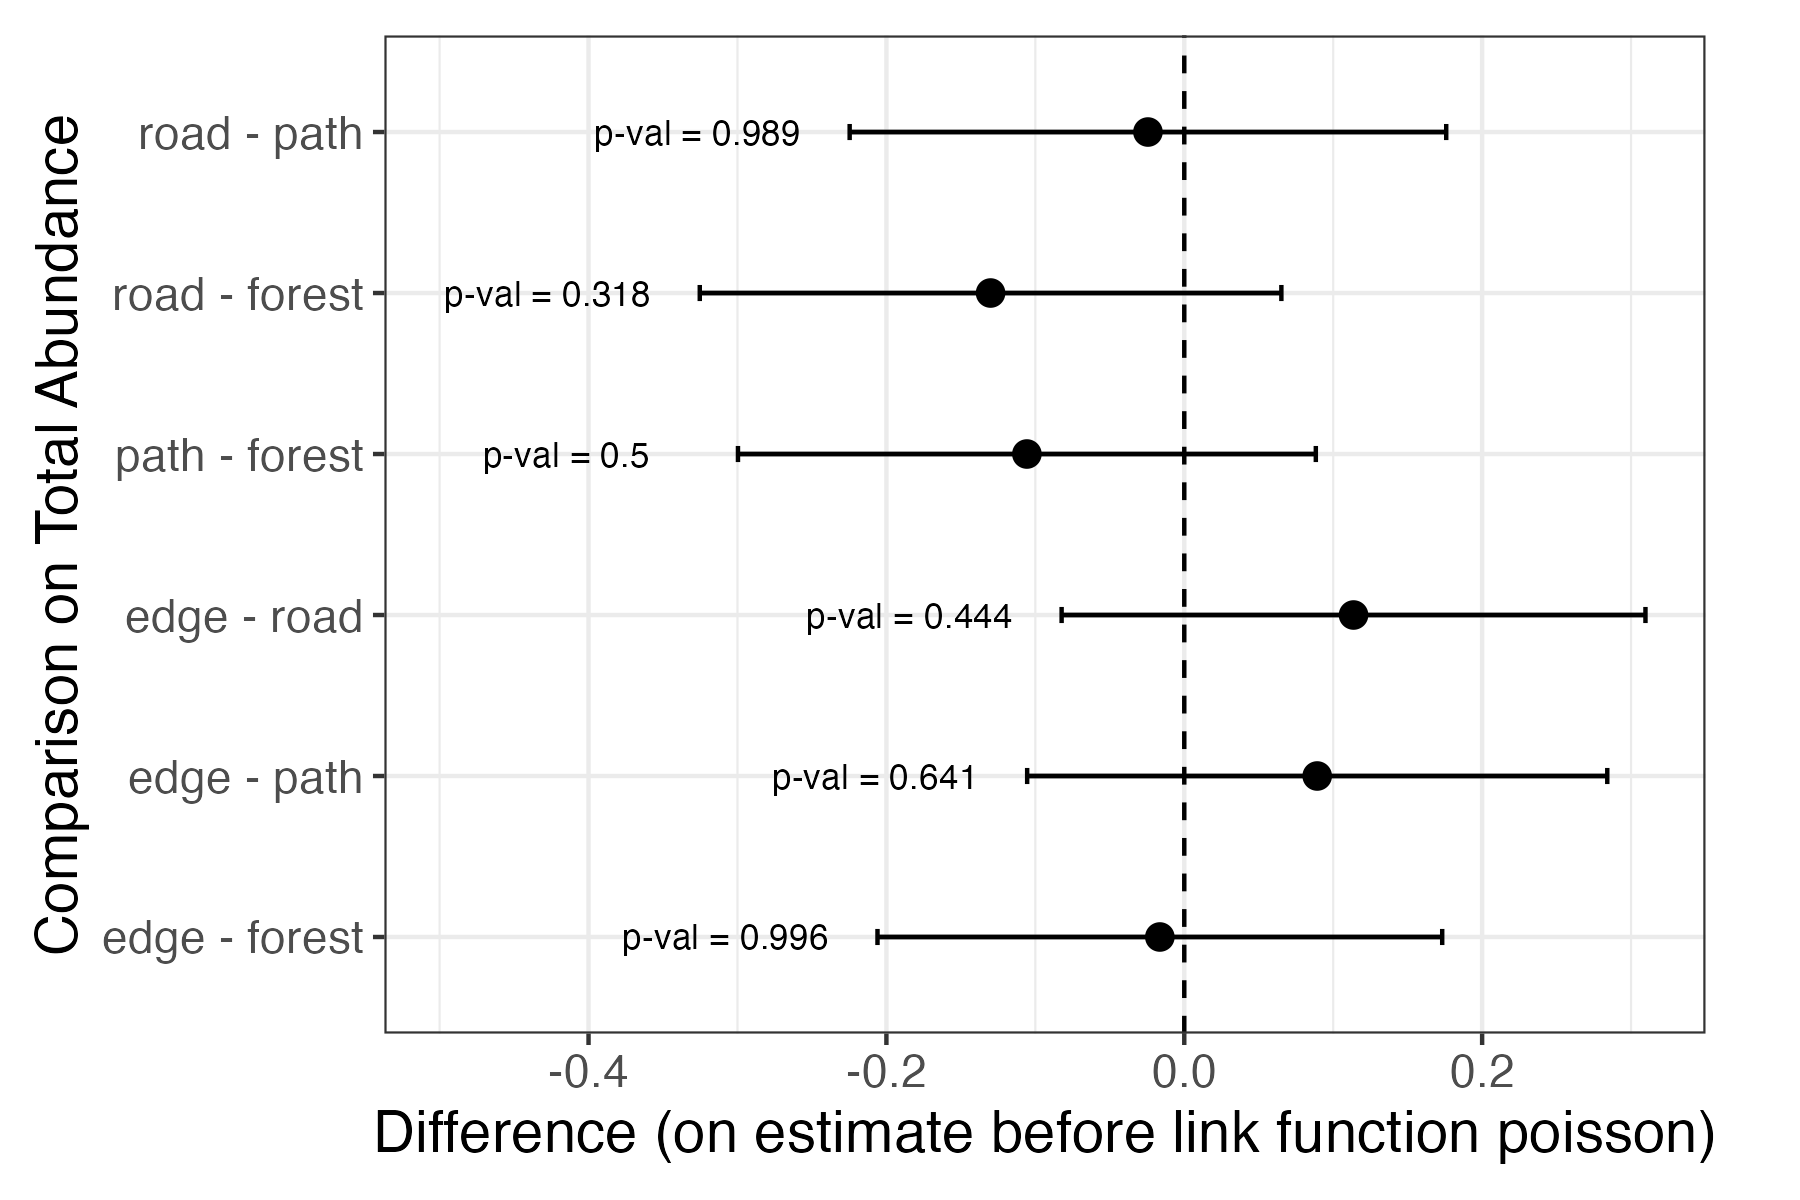 Comparison on Total Abundance
road - path
p-val = 0.989
road - forest
p-val = 0.318
path - forest
p-val = 0.5
edge - road
p-val = 0.444
edge - path
p-val = 0.641
edge - forest
p-val = 0.996
-0.4
-0.2
0.0
0.2
Difference (on estimate before link function poisson)